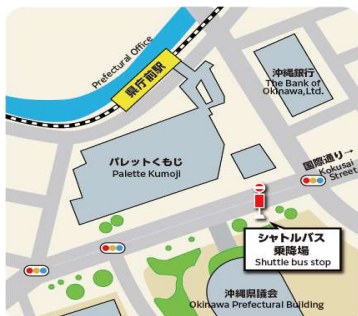 Prefectural Office
県庁前駅
沖縄銀行
The Bank of
Okinawa,Ltd.
パレットくもじ
Palette Kumoji
国際通り→
Kokusai
Street
シャトルバス
乗降場
Shuttle bus stop
沖縄県議会
Okinawa Prefectural Building